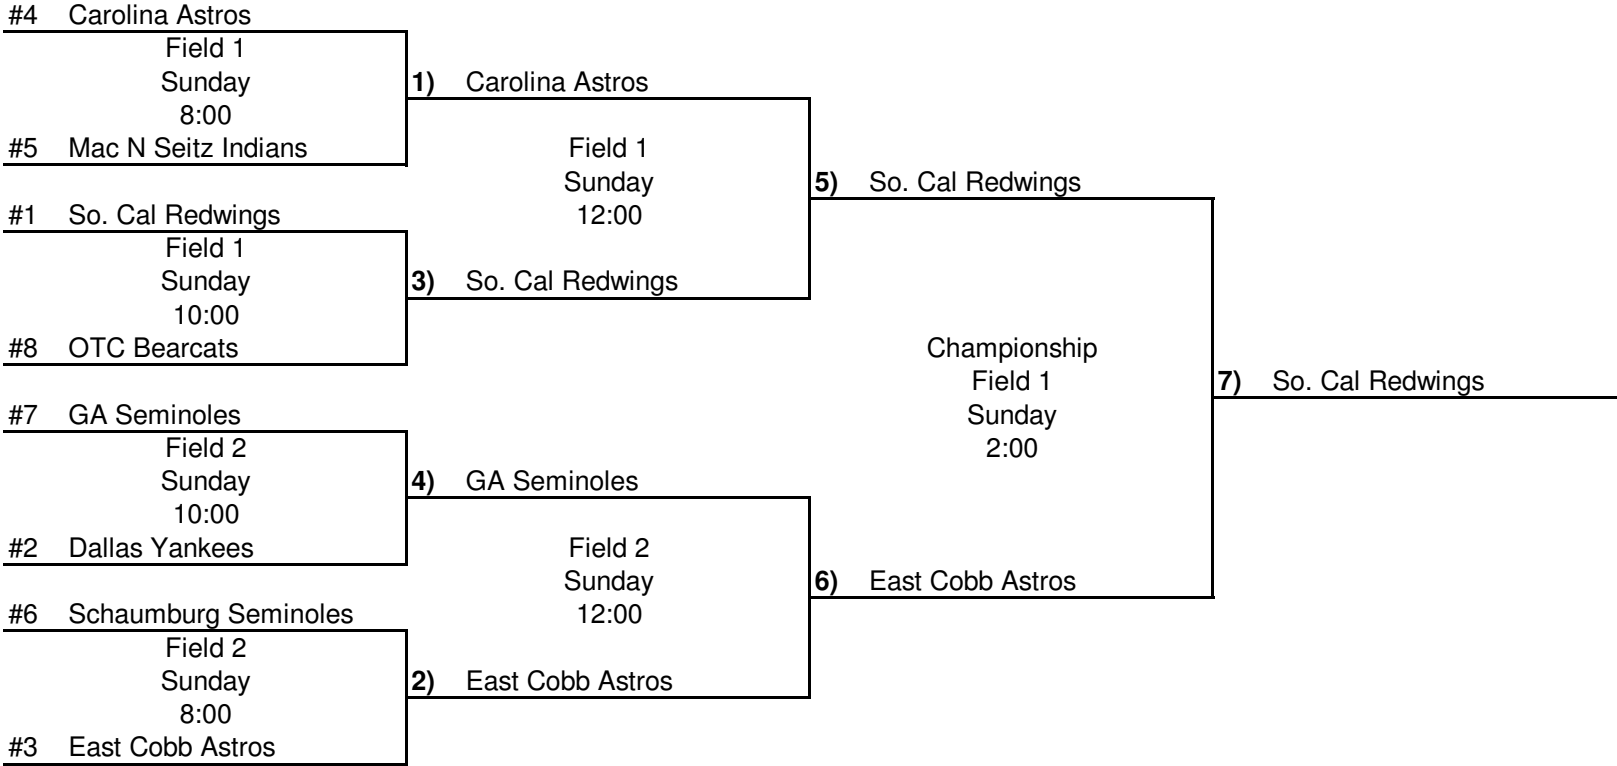 #4 Carolina Astros
Field 1
Sunday
8:00
#5 Mac N Seitz Indians
1) Carolina Astros
Field 1
Sunday
12:00
#1 So. Cal Redwings
Field 1
Sunday
10:00
#8 OTC Bearcats
3) So. Cal Redwings
5) So. Cal Redwings
Championship
Field 1
Sunday
2:00
7) So. Cal Redwings
#7 GA Seminoles
Field 2
Sunday
10:00
#2 Dallas Yankees
4) GA Seminoles
Field 2
Sunday
12:00
6) East Cobb Astros
#6 Schaumburg Seminoles
Field 2
Sunday
8:00
#3 East Cobb Astros
2) East Cobb Astros